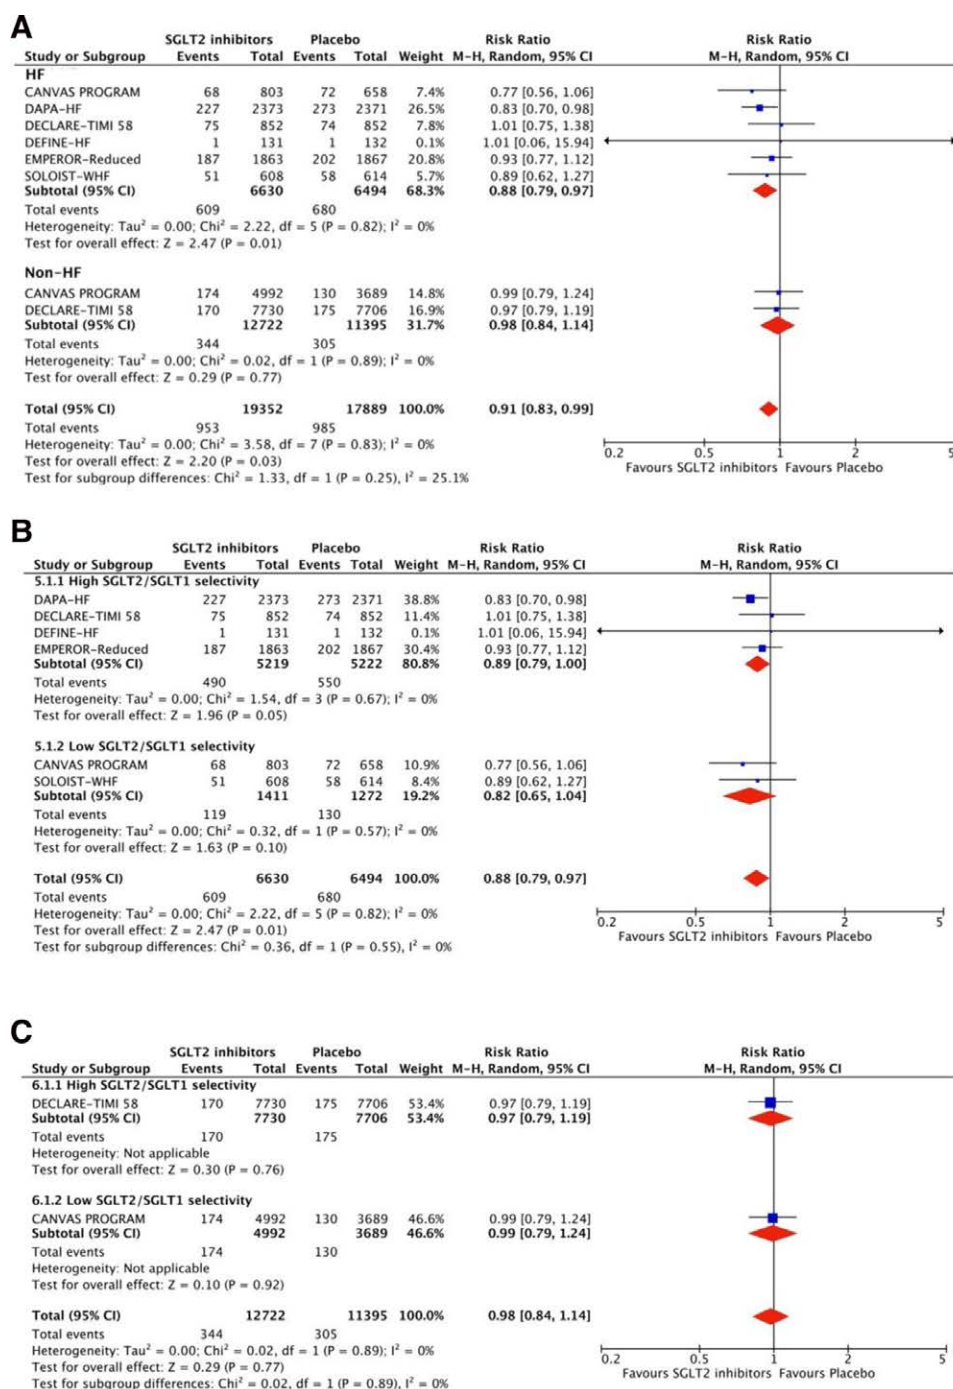 A
SGLT2 inhibitors Placebo Risk Ratio Risk Ratio
Study or Subgroup Events Total Events Total Weight M-H, Random, 95% CI M-H, Random, 95% CI
HF
CANVAS PROGRAM 68 803 72 658 7.4% 0.77 [0.56, 1.06]
DAPA-HF 227 2373 273 2371 26.5% 0.83 [0.70, 0.98]
DECLARE-TIMI 58 75 852 74 852 7.8% 1.01 [0.75, 1.38]
DEFINE-HF 1 131 1 132 0.1% 1.01 [0.06, 15.94]
EMPEROR-Reduced 187 1863 202 1867 20.8% 0.93 [0.77, 1.12]
SOLOIST-WHF 51 608 58 614 5.7% 0.89 [0.62, 1.27]
Subtotal (95% CI) 6630 6494 68.3% 0.88 [0.79, 0.97]
Total events 609 680
Heterogeneity: Tau² = 0.00; Chi² = 2.22, df = 5 (P = 0.82); I² = 0%
Test for overall effect: Z = 2.47 (P = 0.01)
Non-HF
CANVAS PROGRAM 174 4992 130 3689 14.8% 0.99 [0.79, 1.24]
DECLARE-TIMI 58 170 7730 175 7706 16.9% 0.97 [0.79, 1.19]
Subtotal (95% CI) 12722 11395 31.7% 0.98 [0.84, 1.14]
Total events 344 305
Heterogeneity: Tau² = 0.00; Chi² = 0.02, df = 1 (P = 0.89); I² = 0%
Test for overall effect: Z = 0.29 (P = 0.77)
Total (95% CI) 19352 17889 100.0% 0.91 [0.83, 0.99]
Total events 953 985
Heterogeneity: Tau² = 0.00; Chi² = 3.58, df = 7 (P = 0.83); I² = 0%
Test for overall effect: Z = 2.20 (P = 0.03)
Test for subgroup differences: Chi² = 1.33, df = 1 (P = 0.25), I² = 25.1%
0.2 0.5 1 2 5
Favours SGLT2 inhibitors Favours Placebo
B
SGLT2 inhibitors Placebo Risk Ratio Risk Ratio
Study or Subgroup Events Total Events Total Weight M-H, Random, 95% CI M-H, Random, 95% CI
5.1.1 High SGLT2/SGLT1 selectivity
DAPA-HF 227 2373 273 2371 38.8% 0.83 [0.70, 0.98]
DECLARE-TIMI 58 75 852 74 852 11.4% 1.01 [0.75, 1.38]
DEFINE-HF 1 131 1 132 0.1% 1.01 [0.06, 15.94]
EMPEROR-Reduced 187 1863 202 1867 30.4% 0.93 [0.77, 1.12]
Subtotal (95% CI) 5219 5222 80.8% 0.89 [0.79, 1.00]
Total events 490 550
Heterogeneity: Tau² = 0.00; Chi² = 1.54, df = 3 (P = 0.67); I² = 0%
Test for overall effect: Z = 1.96 (P = 0.05)
5.1.2 Low SGLT2/SGLT1 selectivity
CANVAS PROGRAM 68 803 72 658 10.9% 0.77 [0.56, 1.06]
SOLOIST-WHF 51 608 58 614 8.4% 0.89 [0.62, 1.27]
Subtotal (95% CI) 1411 1272 19.2% 0.82 [0.65, 1.04]
Total events 119 130
Heterogeneity: Tau² = 0.00; Chi² = 0.32, df = 1 (P = 0.57); I² = 0%
Test for overall effect: Z = 1.63 (P = 0.10)
Total (95% CI) 6630 6494 100.0% 0.88 [0.79, 0.97]
Total events 609 680
Heterogeneity: Tau² = 0.00; Chi² = 2.22, df = 5 (P = 0.82); I² = 0%
Test for overall effect: Z = 2.47 (P = 0.01)
Test for subgroup differences: Chi² = 0.36, df = 1 (P = 0.55), I² = 0%
0.2 0.5 1 2 5
Favours SGLT2 inhibitors Favours Placebo
C
SGLT2 inhibitors Placebo Risk Ratio Risk Ratio
Study or Subgroup Events Total Events Total Weight M-H, Random, 95% CI M-H, Random, 95% CI
6.1.1 High SGLT2/SGLT1 selectivity
DECLARE-TIMI 58 170 7730 175 7706 53.4% 0.97 [0.79, 1.19]
Subtotal (95% CI) 7730 7706 53.4% 0.97 [0.79, 1.19]
Total events 170 175
Heterogeneity: Not applicable
Test for overall effect: Z = 0.30 (P = 0.76)
6.1.2 Low SGLT2/SGLT1 selectivity
CANVAS PROGRAM 174 4992 130 3689 46.6% 0.99 [0.79, 1.24]
Subtotal (95% CI) 4992 3689 46.6% 0.99 [0.79, 1.24]
Total events 174 130
Heterogeneity: Not applicable
Test for overall effect: Z = 0.10 (P = 0.92)
Total (95% CI) 12722 11395 100.0% 0.98 [0.84, 1.14]
Total events 344 305
Heterogeneity: Tau² = 0.00; Chi² = 0.02, df = 1 (P = 0.89); I² = 0%
Test for overall effect: Z = 0.29 (P = 0.77)
Test for subgroup differences: Chi² = 0.02, df = 1 (P = 0.89), I² = 0%
0.2 0.5 1 2 5
Favours SGLT2 inhibitors Favours Placebo